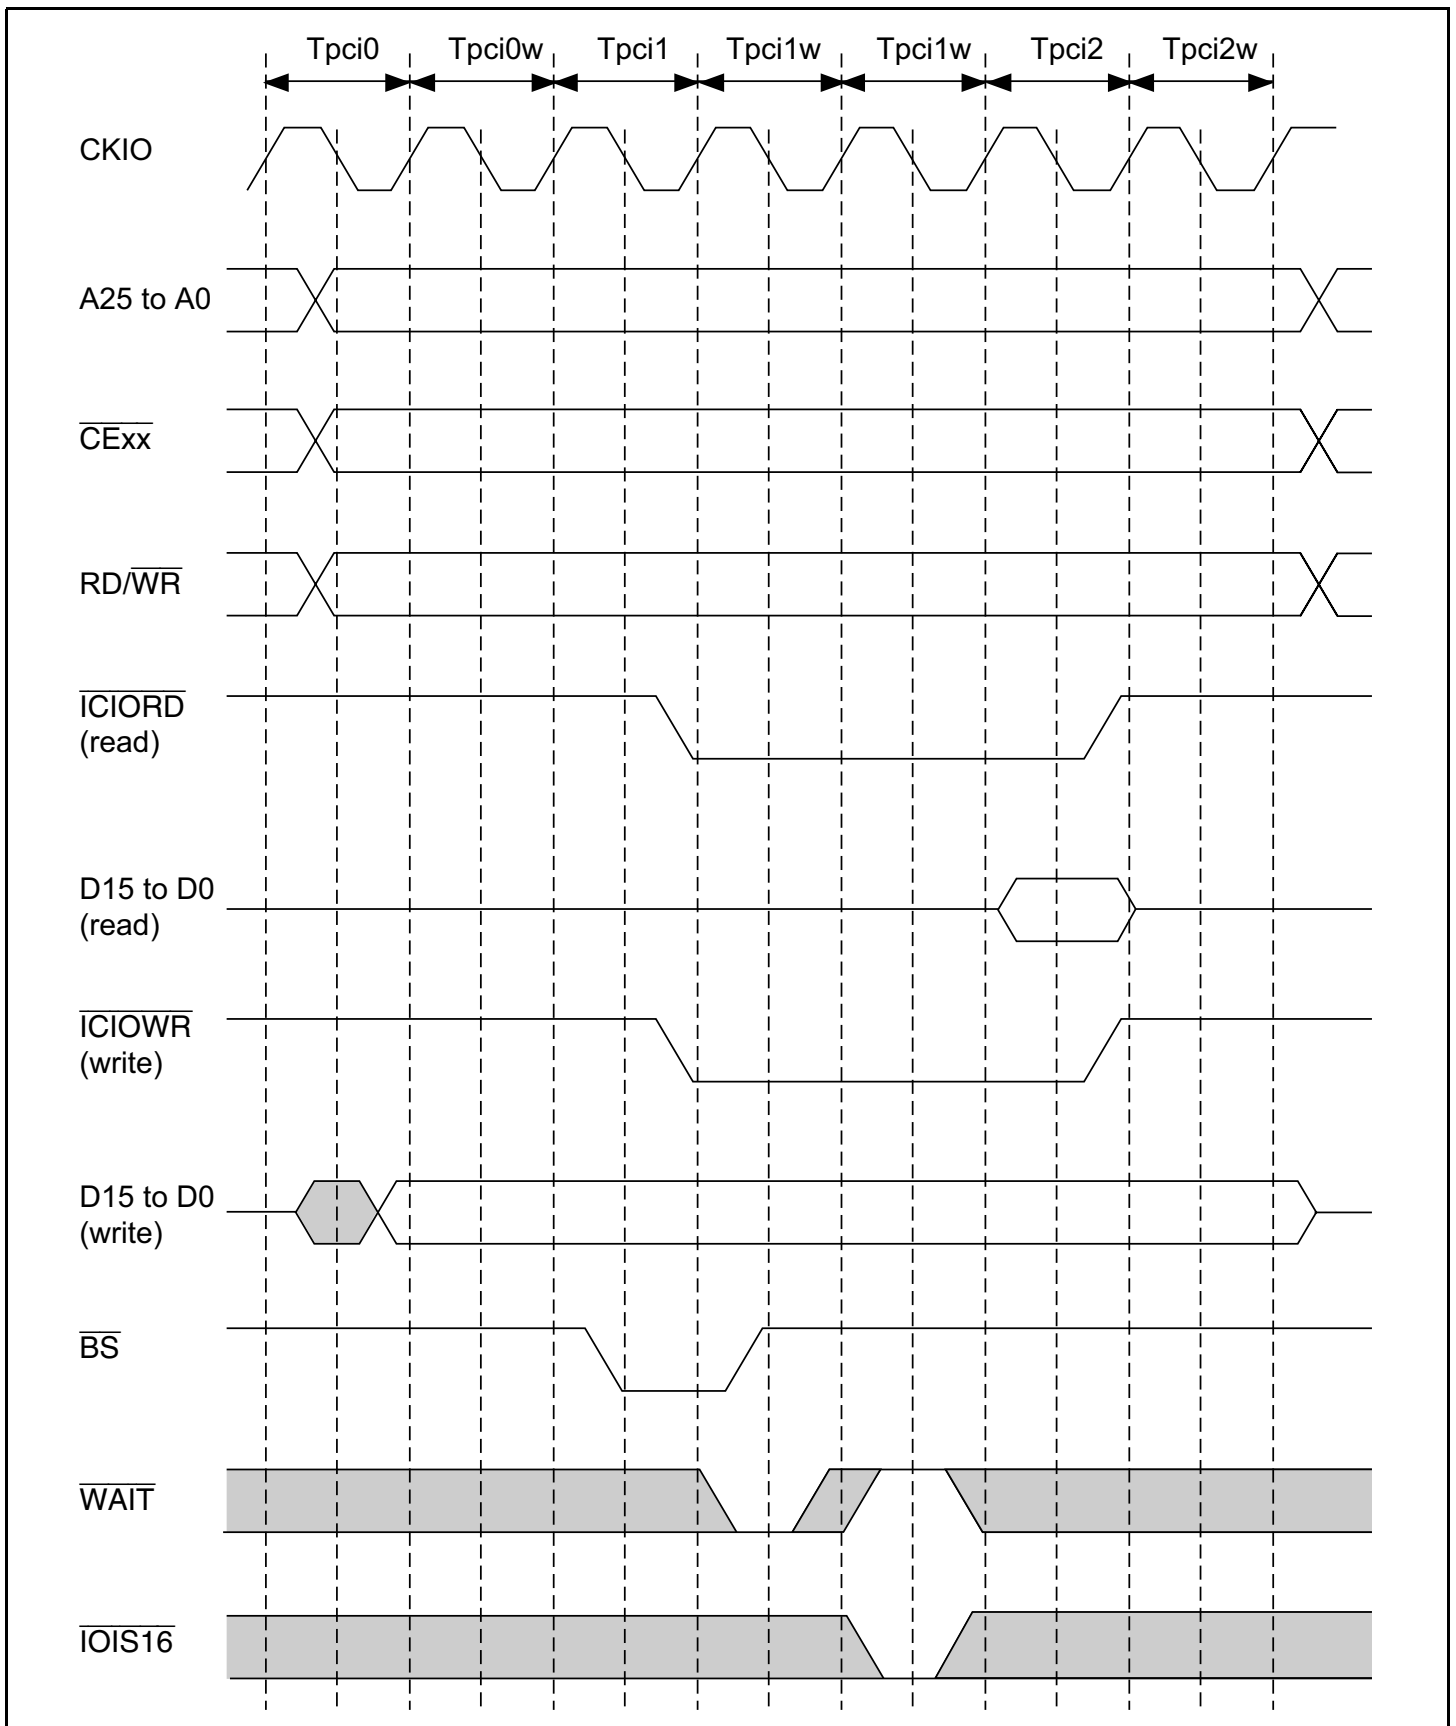 Tpci0 Tpci0w Tpci1 Tpci1w Tpci1w Tpci2 Tpci2w
CKIO
A25 to A0
CExx
RD/WR
ICIORD
(read)
D15 to D0
(read)
ICIOWR
(write)
D15 to D0
(write)
BS
WAIT
IOIS16